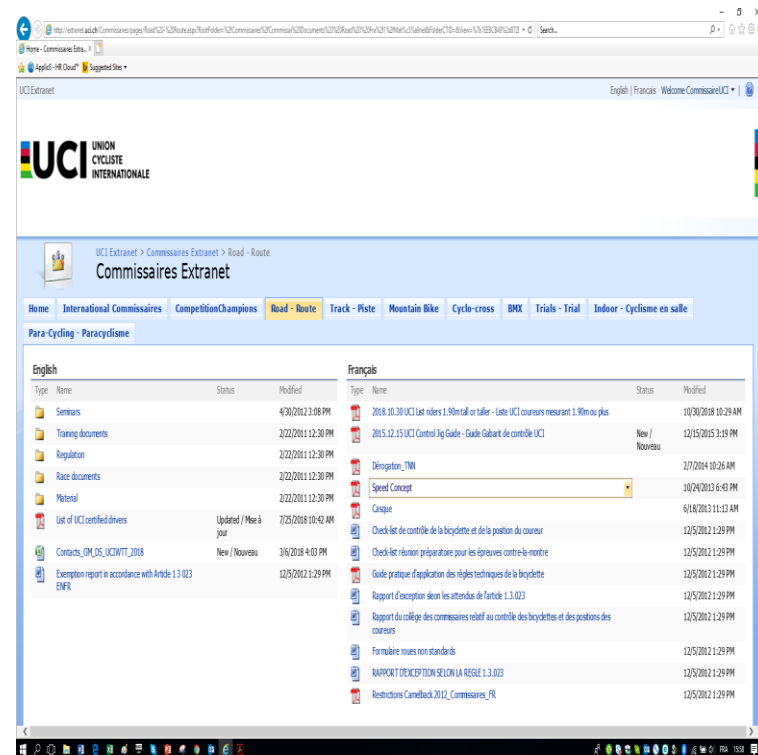 Search...
Home - Commissaires Extra...
Applic8 - HR Cloud™ Suggested Sites
UCI Extranet
English | Francais Welcome CommissaireUCI
UCI UNION CYCLISTE INTERNATIONALE
UCI Extranet > Commissaires Extranet > Road - Route
Commissaires Extranet
Home International Commissaires CompetitionChampions Road - Route Track - Piste Mountain Bike Cyclo-cross BMX Trials - Trial Indoor - Cyclisme en salle
Para-Cycling - Paracyclisme
English
Type Name Status Modified
Seminars 4/30/2012 3:08 PM
Training documents 2/22/2011 12:30 PM
Regulation 2/22/2011 12:30 PM
Race documents 2/22/2011 12:30 PM
Material 2/22/2011 12:30 PM
List of UCI certified drivers Updated / Mise à jour 7/25/2018 10:42 AM
Contacts_GM_DS_UCIWTT_2018 New / Nouveau 3/6/2018 4:03 PM
Exemption report in accordance with Article 1 3 023 ENFR 12/5/2012 1:29 PM
Français
Type Name Status Modified
2018.10.30 UCI List riders 1.90m tall or taller - Liste UCI coureurs mesurant 1.90m ou plus 10/30/2018 10:29 AM
2015.12.15 UCI Control Jig Guide - Guide Gabarit de contrôle UCI New / Nouveau 12/15/2015 3:19 PM
Dérogation_TNN 2/7/2014 10:26 AM
Speed Concept 10/24/2013 6:43 PM
Casque 6/18/2013 11:13 AM
Check-list de contrôle de la bicyclette et de la position du coureur 12/5/2012 1:29 PM
Check-list réunion préparatoire pour les épreuves contre-la-montre 12/5/2012 1:29 PM
Guide pratique d'application des règles techniques de la bicyclette 12/5/2012 1:29 PM
Rapport d'exception sleon les attendus de l'article 1.3.023 12/5/2012 1:29 PM
Rapport du collège des commissaires relatif au contrôle des bicyclettes et des positions des coureurs 12/5/2012 1:29 PM
Formulaire roues non standards 12/5/2012 1:29 PM
RAPPORT D'EXCEPTION SELON LA REGLE 1.3.023 12/5/2012 1:29 PM
Restrictions Camelback 2012_Commissaires_FR 12/5/2012 1:29 PM
FRA 15:58